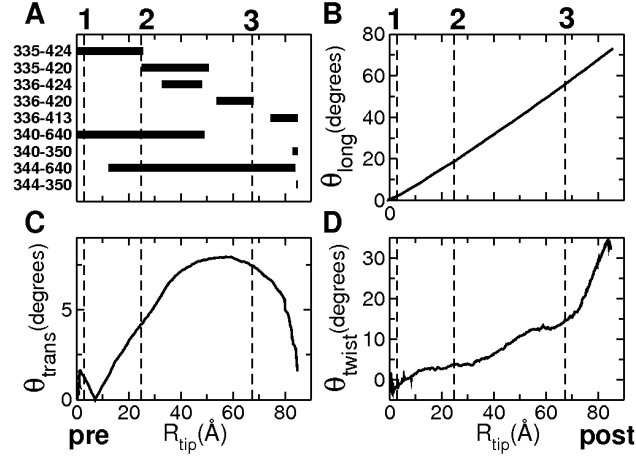 A 1 2 3
335-424
335-420
336-424
336-420
336-413
340-640
340-350
344-640
344-350
B 1 2 3
80
60
40
20
0
θlong(degrees)
0
C
5
0
θtrans(degrees)
0 20 40 60 80
pre Rtip(Å)
D
30
20
10
0
θtwist(degrees)
0 20 40 60 80
Rtip(Å) post